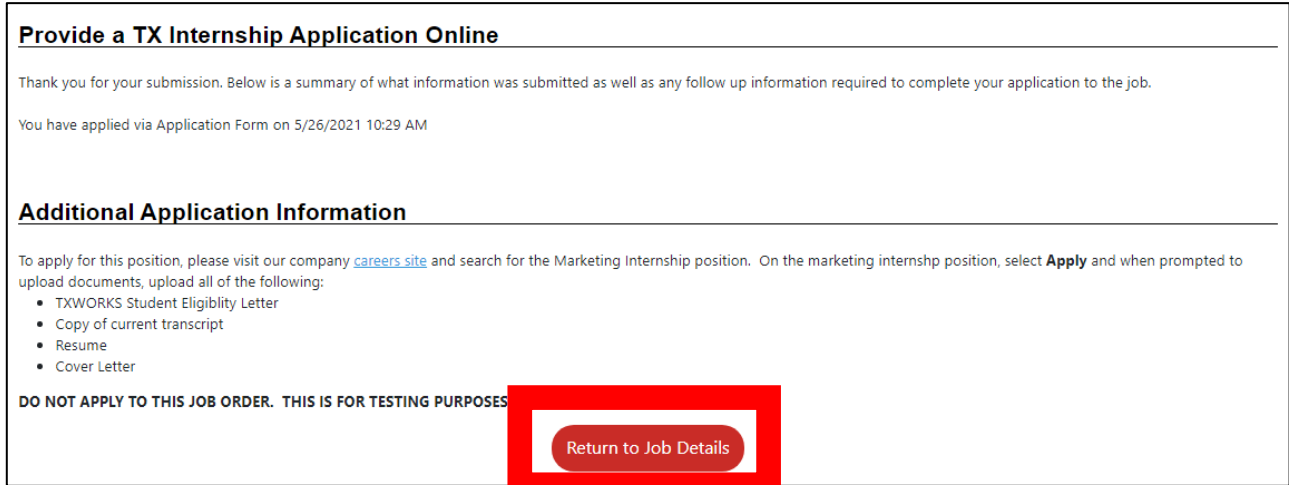 Provide a TX Internship Application Online
Thank you for your submission. Below is a summary of what information was submitted as well as any follow up information required to complete your application to the job.
You have applied via Application Form on 5/26/2021 10:29 AM
Additional Application Information
To apply for this position, please visit our company careers site and search for the Marketing Internship position. On the marketing internshp position, select Apply and when prompted to
upload documents, upload all of the following:
• TXWORKS Student Eligiblity Letter
• Copy of current transcript
• Resume
• Cover Letter
DO NOT APPLY TO THIS JOB ORDER. THIS IS FOR TESTING PURPOSES
Return to Job Details